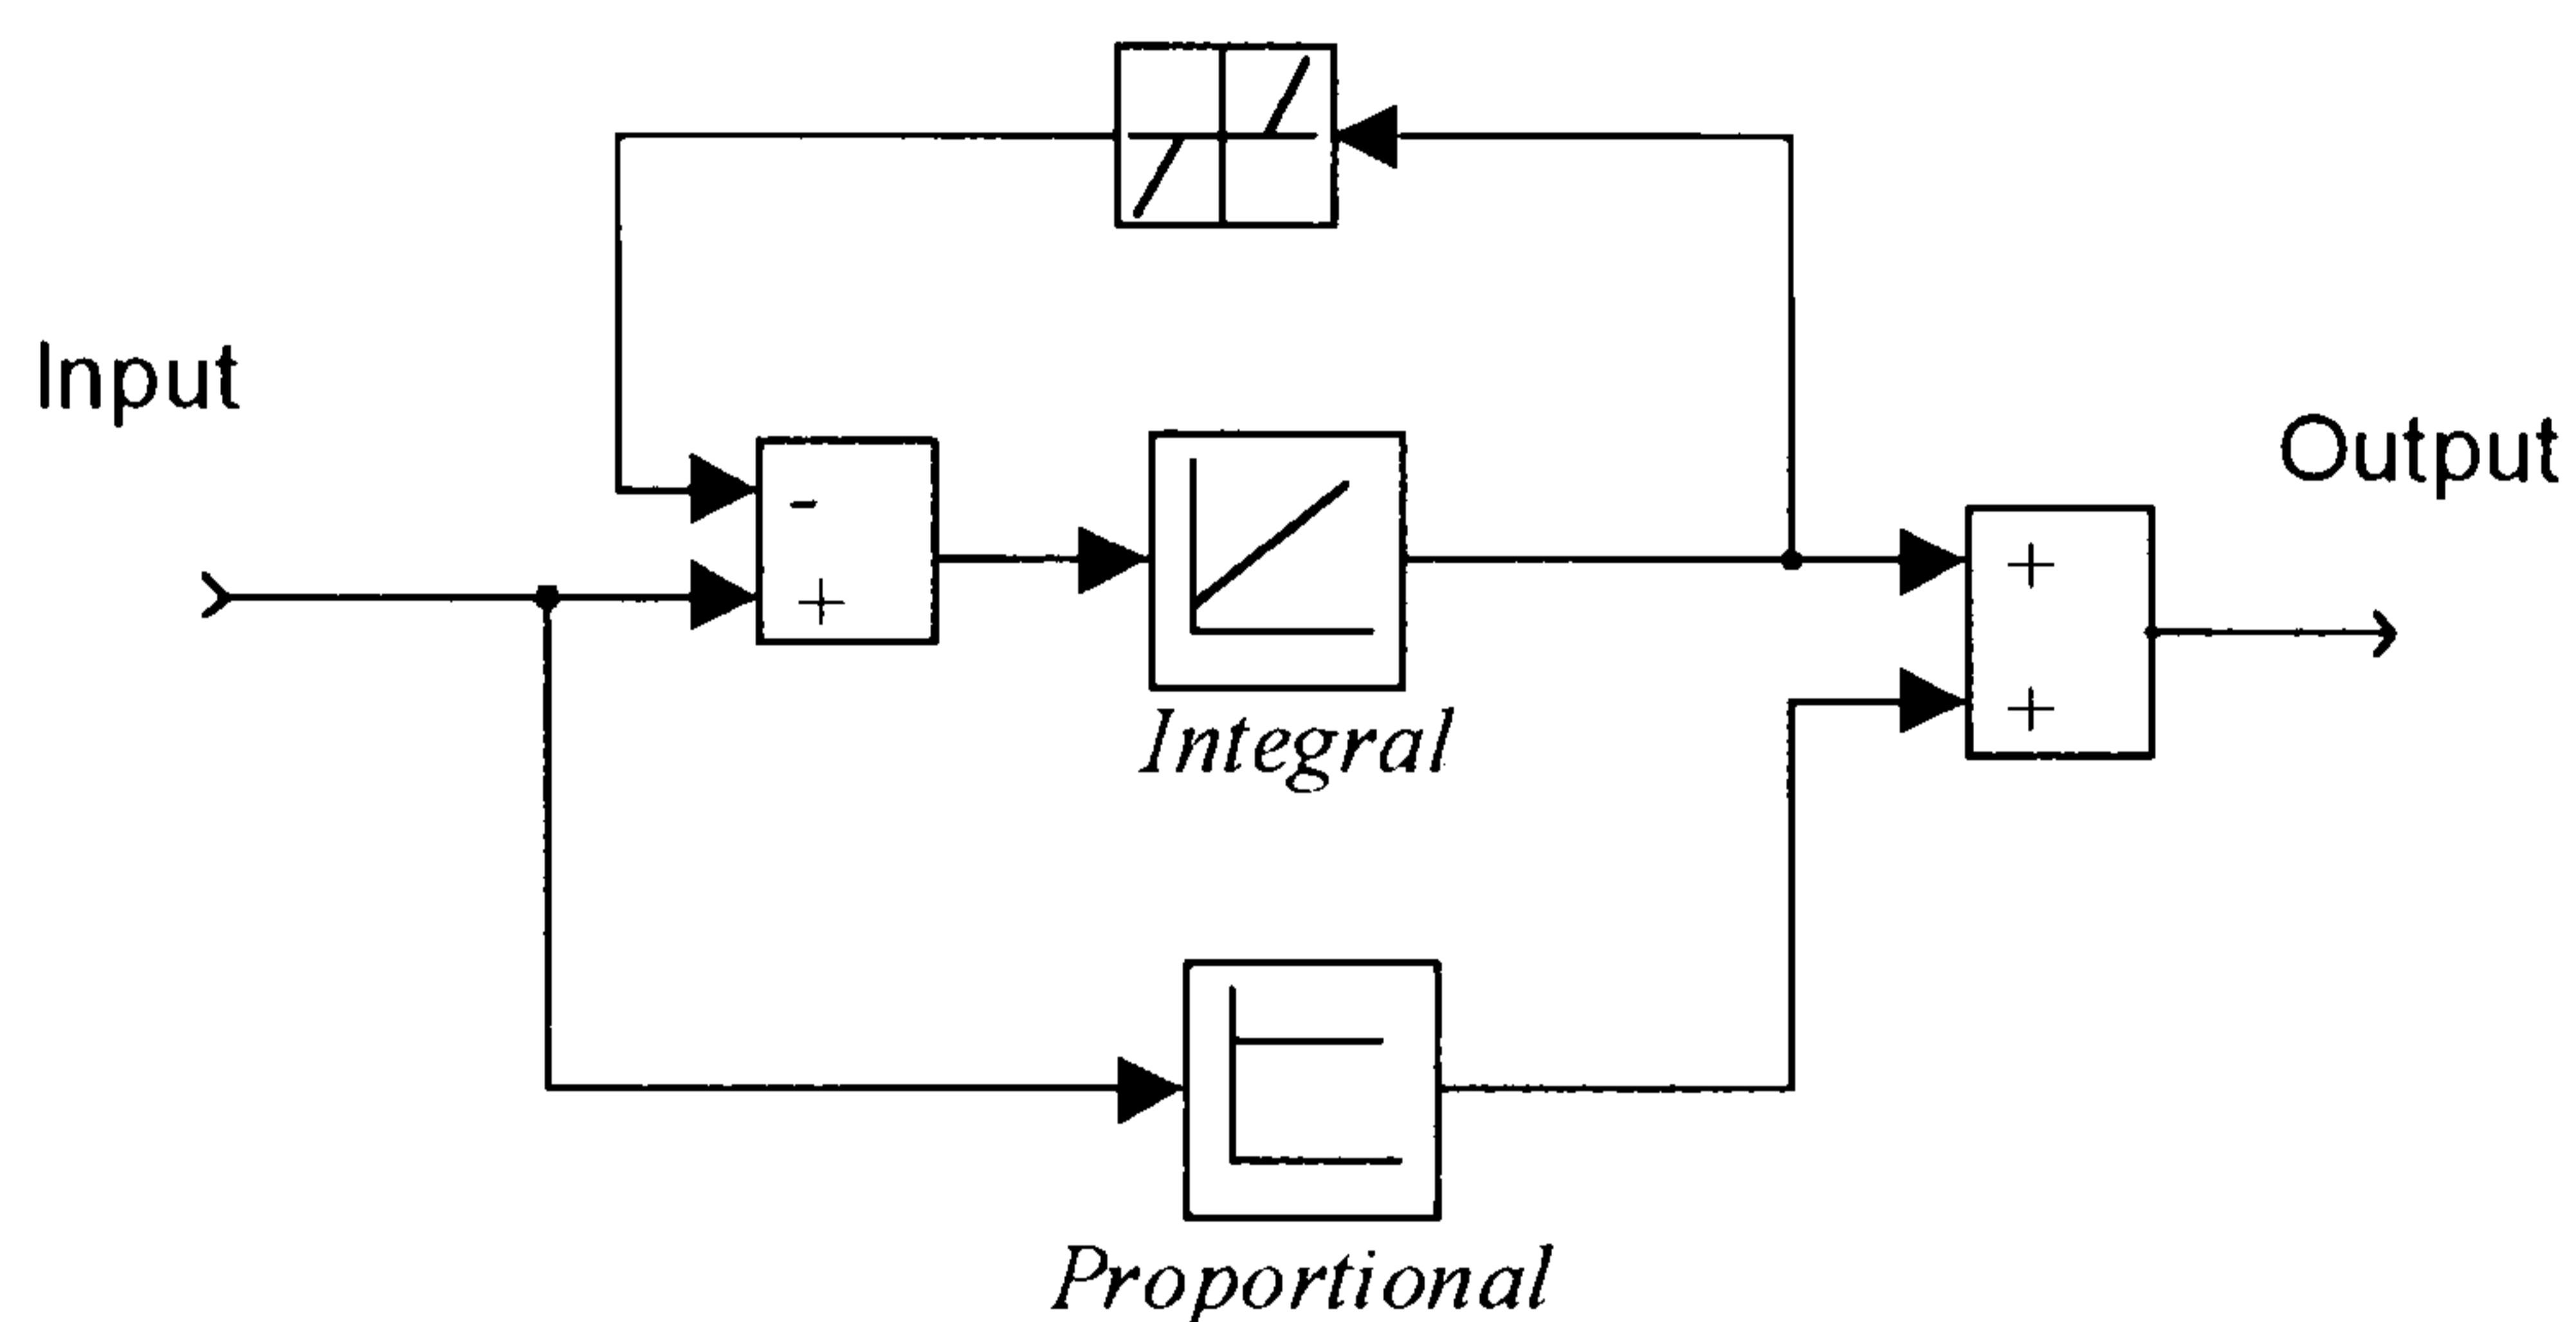 Input
Output
-
+
+
+
Integral
Proportional